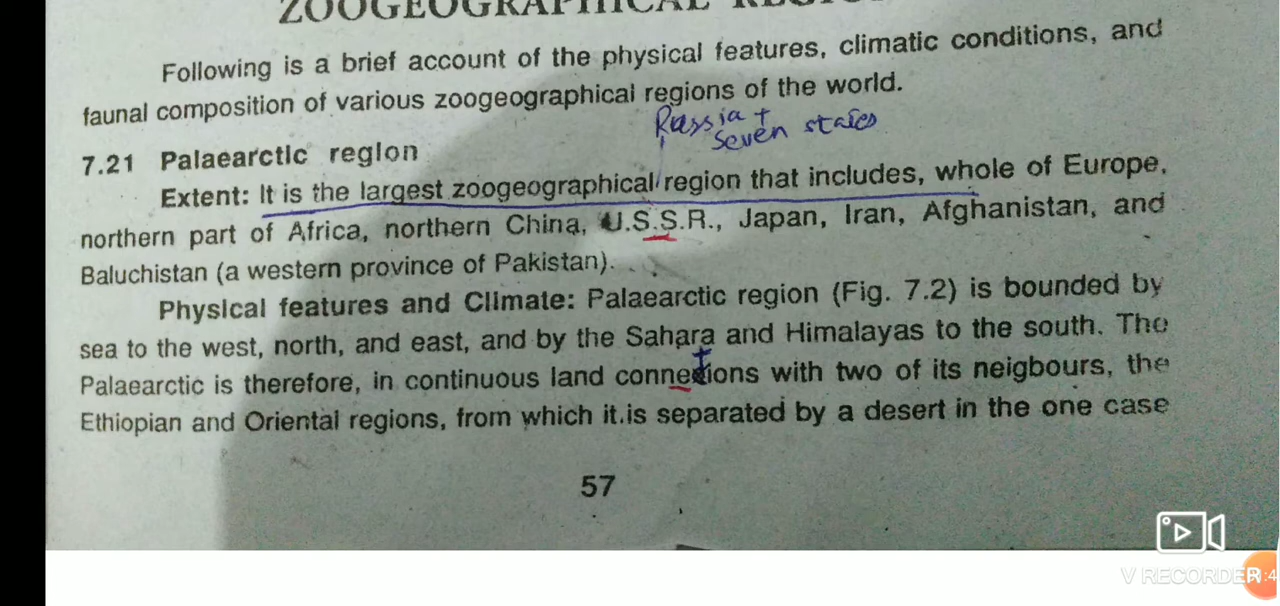 ZOOGEOGRAPHICAL REGION
Following is a brief account of the physical features, climatic conditions, and
faunal composition of various zoogeographical regions of the world.
Russia +
seven states
7.21 Palaearctic region
Extent: It is the largest zoogeographical region that includes, whole of Europe,
northern part of Africa, northern China, U.S.S.R., Japan, Iran, Afghanistan, and
Baluchistan (a western province of Pakistan).
Physical features and Climate: Palaearctic region (Fig. 7.2) is bounded by
sea to the west, north, and east, and by the Sahara and Himalayas to the south. The
Palaearctic is therefore, in continuous land connetions with two of its neigbours, the
Ethiopian and Oriental regions, from which it.is separated by a desert in the one case
57
V RECORDER